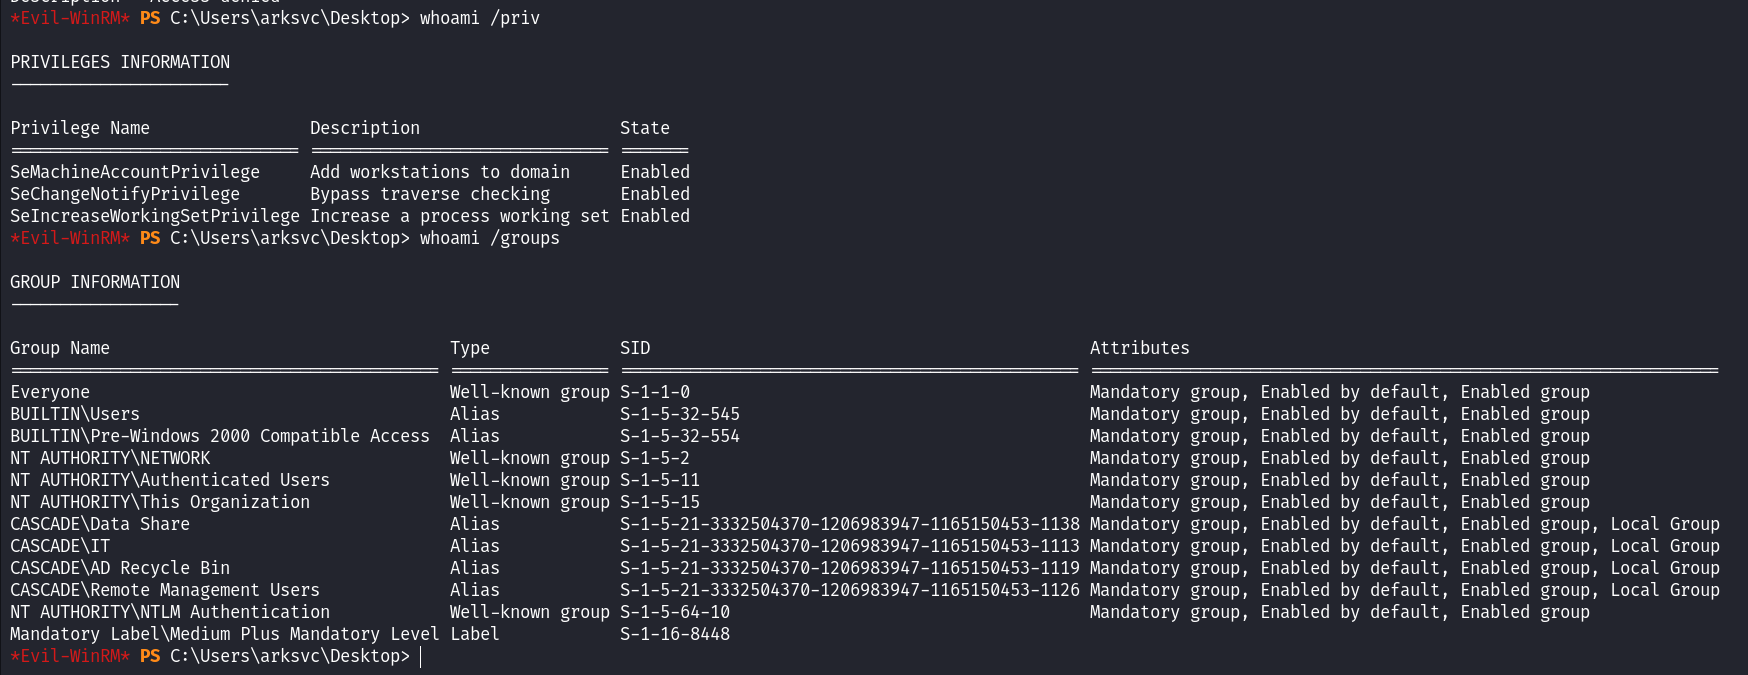 *Evil-WinRM* PS C:\Users\arksvc\Desktop> whoami /priv
PRIVILEGES INFORMATION
----------------------
Privilege Name                Description                    State
============================= ============================== =======
SeMachineAccountPrivilege     Add workstations to domain     Enabled
SeChangeNotifyPrivilege       Bypass traverse checking       Enabled
SeIncreaseWorkingSetPrivilege Increase a process working set Enabled
*Evil-WinRM* PS C:\Users\arksvc\Desktop> whoami /groups
GROUP INFORMATION
-----------------
Group Name                                  Type             SID                                            Attributes
=========================================== ================ ============================================== ===============================================================
Everyone                                    Well-known group S-1-1-0                                        Mandatory group, Enabled by default, Enabled group
BUILTIN\Users                               Alias            S-1-5-32-545                                   Mandatory group, Enabled by default, Enabled group
BUILTIN\Pre-Windows 2000 Compatible Access  Alias            S-1-5-32-554                                   Mandatory group, Enabled by default, Enabled group
NT AUTHORITY\NETWORK                        Well-known group S-1-5-2                                        Mandatory group, Enabled by default, Enabled group
NT AUTHORITY\Authenticated Users            Well-known group S-1-5-11                                       Mandatory group, Enabled by default, Enabled group
NT AUTHORITY\This Organization              Well-known group S-1-5-15                                       Mandatory group, Enabled by default, Enabled group
CASCADE\Data Share                          Alias            S-1-5-21-3332504370-1206983947-1165150453-1138 Mandatory group, Enabled by default, Enabled group, Local Group
CASCADE\IT                                  Alias            S-1-5-21-3332504370-1206983947-1165150453-1113 Mandatory group, Enabled by default, Enabled group, Local Group
CASCADE\AD Recycle Bin                      Alias            S-1-5-21-3332504370-1206983947-1165150453-1119 Mandatory group, Enabled by default, Enabled group, Local Group
CASCADE\Remote Management Users             Alias            S-1-5-21-3332504370-1206983947-1165150453-1126 Mandatory group, Enabled by default, Enabled group, Local Group
NT AUTHORITY\NTLM Authentication            Well-known group S-1-5-64-10                                    Mandatory group, Enabled by default, Enabled group
Mandatory Label\Medium Plus Mandatory Level Label            S-1-16-8448
*Evil-WinRM* PS C:\Users\arksvc\Desktop>